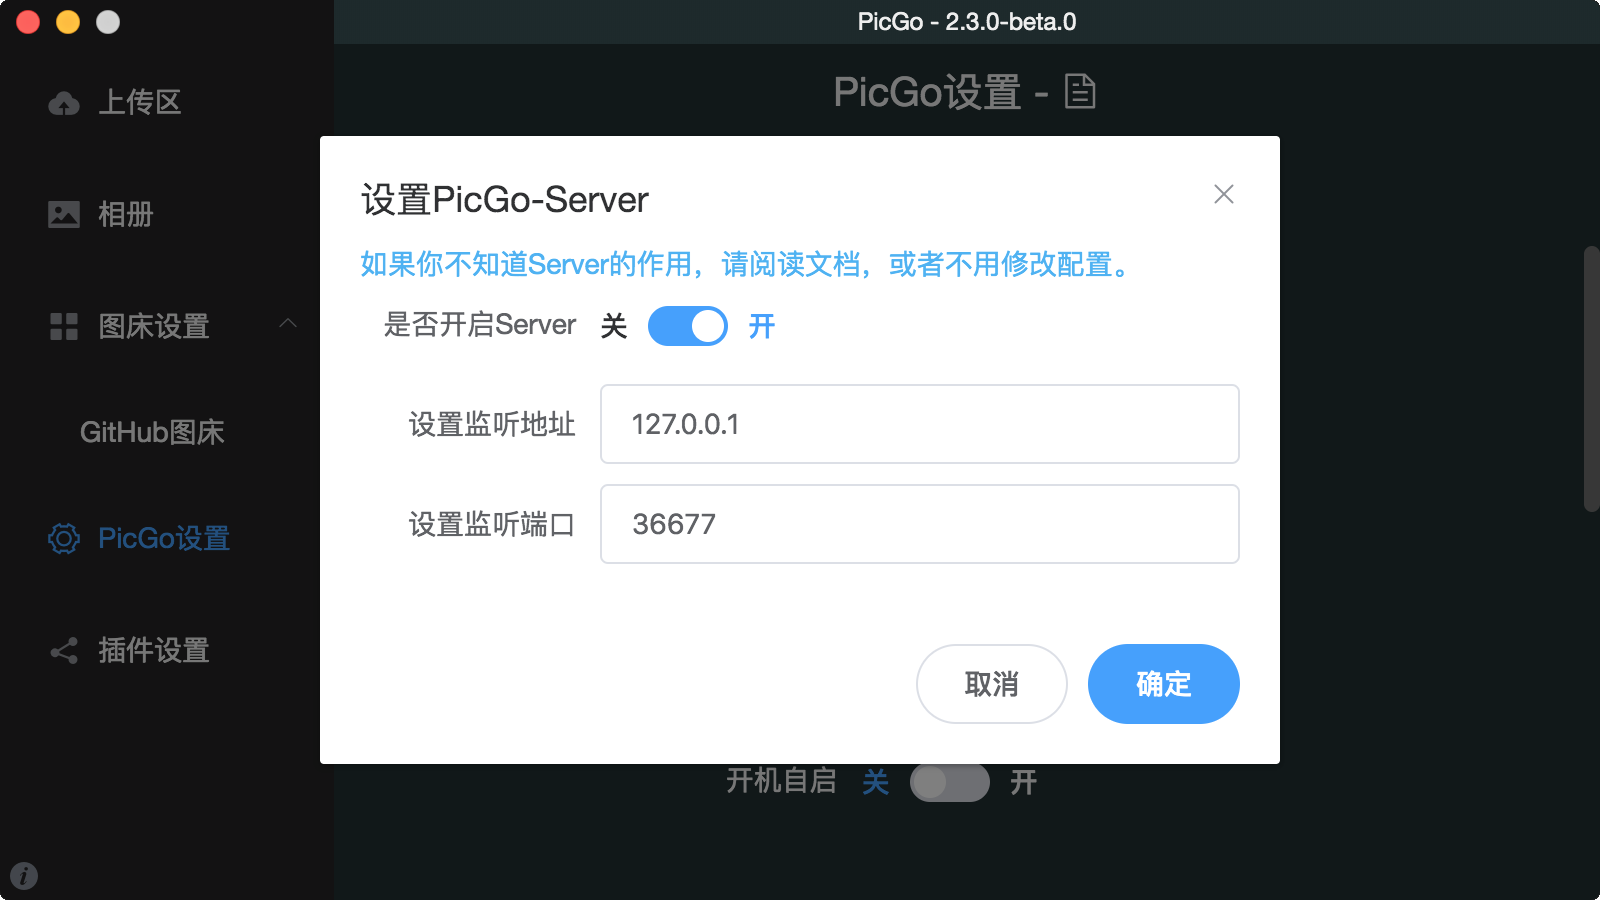 PicGo - 2.3.0-beta.0
上传区
相册
图床设置
GitHub图床
PicGo设置
插件设置
PicGo设置 -
设置PicGo-Server
如果你不知道Server的作用，请阅读文档，或者不用修改配置。
是否开启Server 关 开
设置监听地址 127.0.0.1
设置监听端口 36677
取消 确定
开机自启 关 开